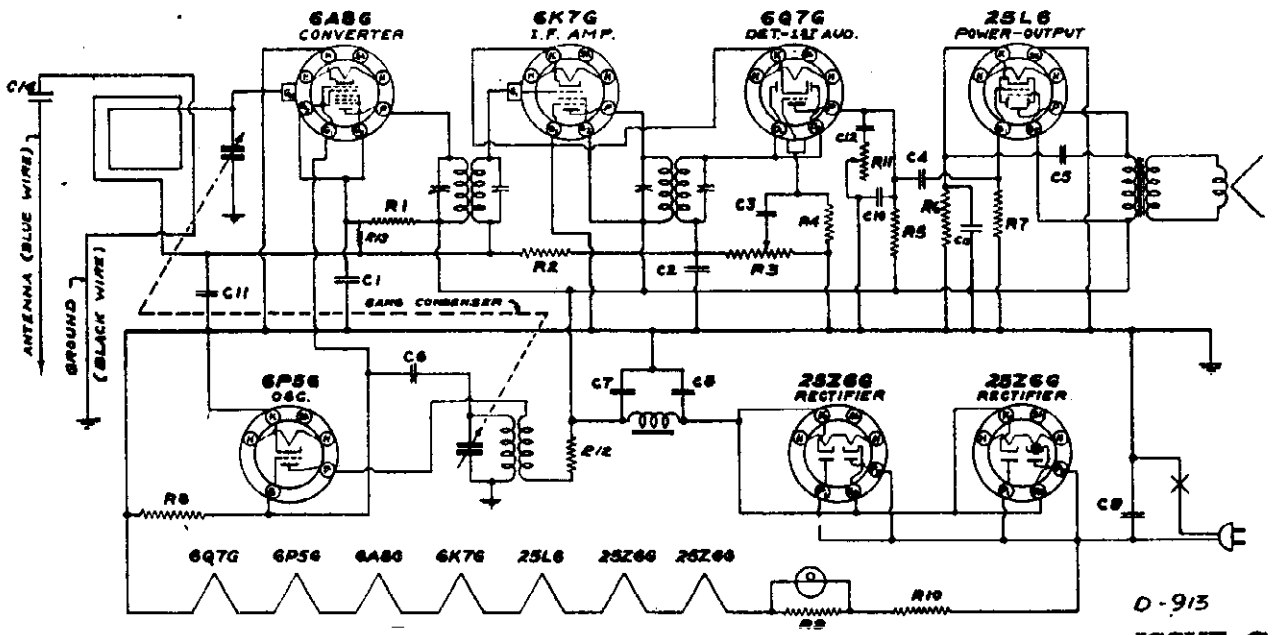 6A8G
CONVERTER
6K7G
I.F. AMP.
6Q7G
DET.-1ST AUD.
25L6
POWER-OUTPUT
C12
R11
C4
C5
C3
R4
R1
R13
R5
R6
R7
R2
C2
R3
C1
C11
GANG CONDENSER
ANTENNA (BLUE WIRE)
GROUND
(BLACK WIRE)
C6
C7
C8
6P5G
OSC.
25Z6G
RECTIFIER
25Z6G
RECTIFIER
R12
R8
C9
6Q7G
6P5G
6A8G
6K7G
25L6
25Z6G
25Z6G
R9
R10
D-913